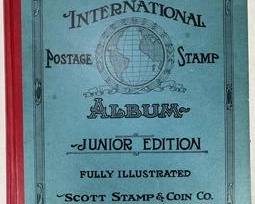 INTERNATIONAL
POSTAGE STAMP
ALBUM
JUNIOR EDITION
FULLY ILLUSTRATED
SCOTT STAMP & COIN CO.